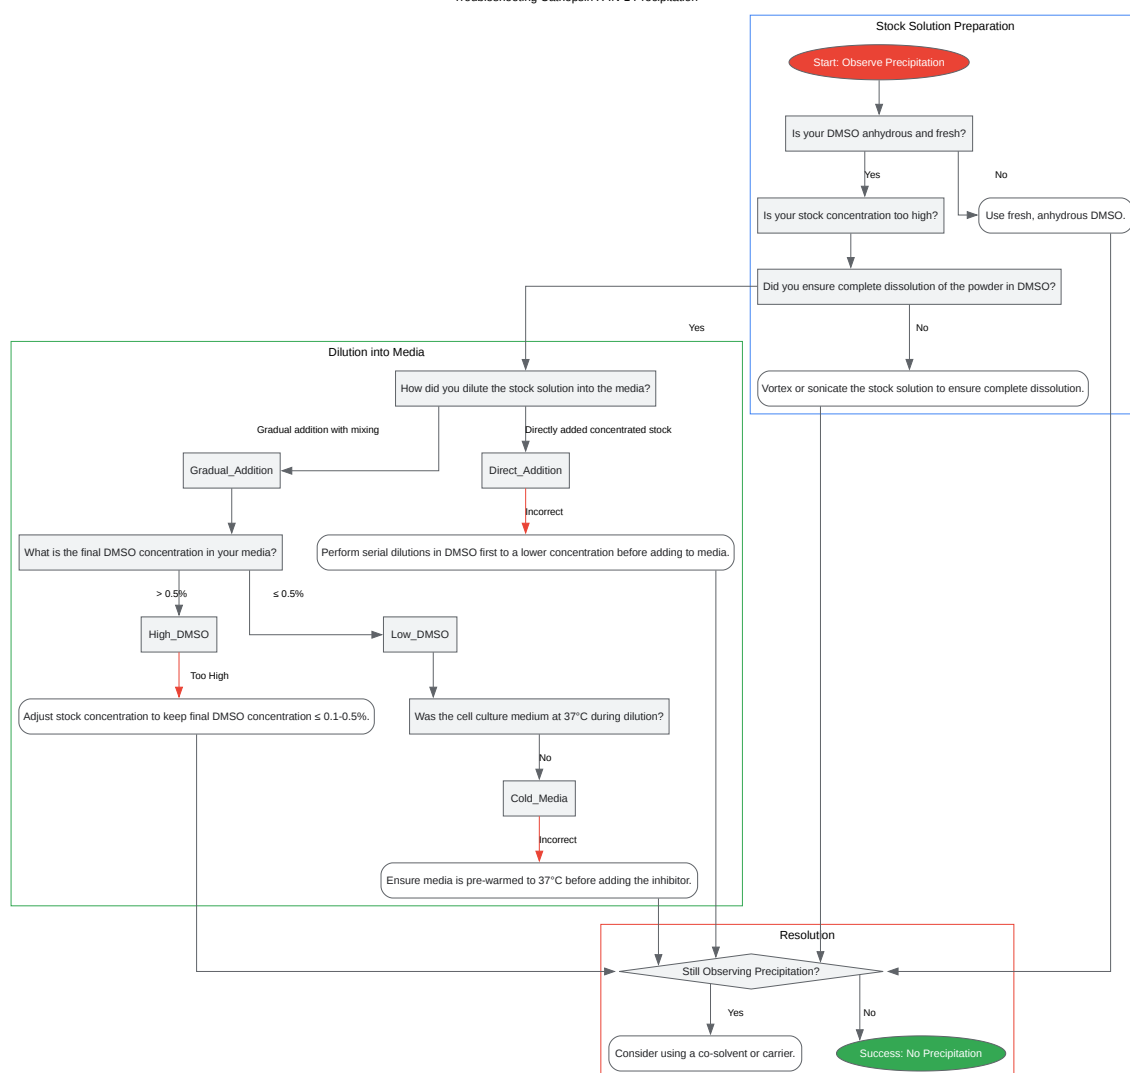 Stock Solution Preparation
Start: Observe Precipitation
Is your DMSO anhydrous and fresh?
Yes
No
Is your stock concentration too high?
Use fresh, anhydrous DMSO.
Did you ensure complete dissolution of the powder in DMSO?
Yes
No
Dilution into Media
How did you dilute the stock solution into the media?
Vortex or sonicate the stock solution to ensure complete dissolution.
Gradual addition with mixing
Directly added concentrated stock
Gradual_Addition
Direct_Addition
Incorrect
What is the final DMSO concentration in your media?
Perform serial dilutions in DMSO first to a lower concentration before adding to media.
> 0.5%
≤ 0.5%
High_DMSO
Low_DMSO
Too High
Adjust stock concentration to keep final DMSO concentration ≤ 0.1-0.5%.
Was the cell culture medium at 37°C during dilution?
No
Cold_Media
Incorrect
Ensure media is pre-warmed to 37°C before adding the inhibitor.
Resolution
Still Observing Precipitation?
Yes
No
Consider using a co-solvent or carrier.
Success: No Precipitation